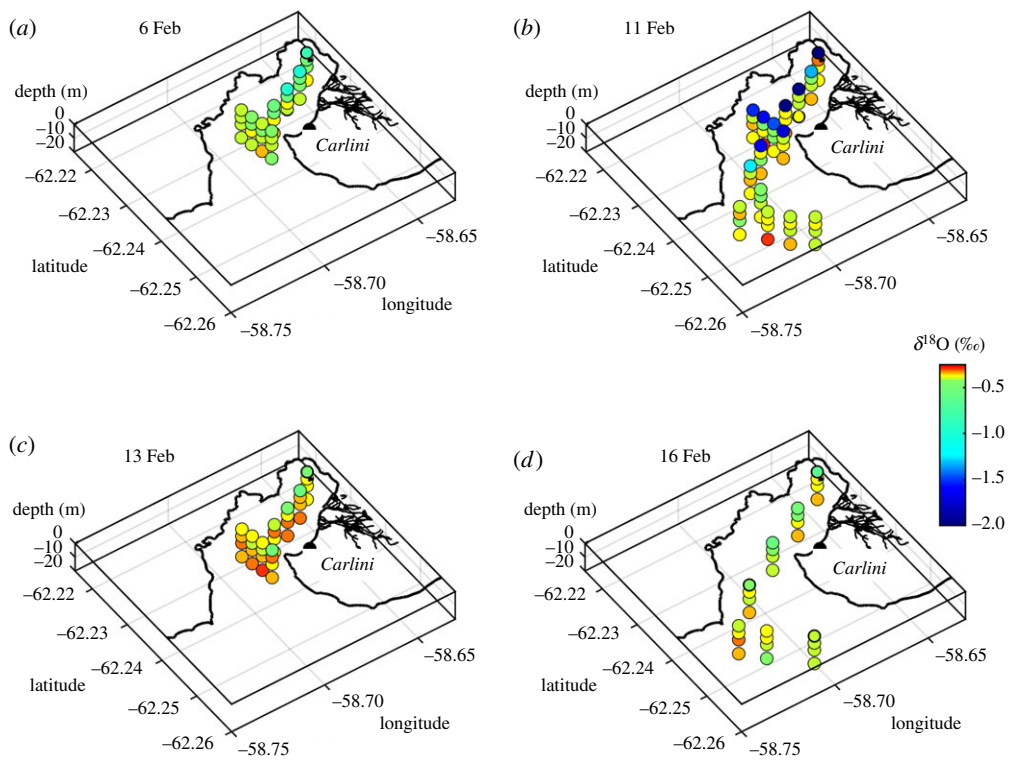 (a)
6 Feb
depth (m)
0
−10
−20
−62.22
−62.23
−62.24
latitude
−62.25
−62.26
−58.75
−58.70
longitude
−58.65
Carlini
(b)
11 Feb
depth (m)
0
−10
−20
−62.22
−62.23
−62.24
latitude
−62.25
−62.26
−58.75
−58.70
−58.65
Carlini
δ18O (‰)
−0.5
−1.0
−1.5
−2.0
(c)
13 Feb
depth (m)
0
−10
−20
−62.22
−62.23
−62.24
latitude
−62.25
−62.26
−58.75
−58.70
longitude
−58.65
Carlini
(d)
16 Feb
depth (m)
0
−10
−20
−62.22
−62.23
−62.24
latitude
−62.25
−62.26
−58.75
−58.70
longitude
−58.65
Carlini